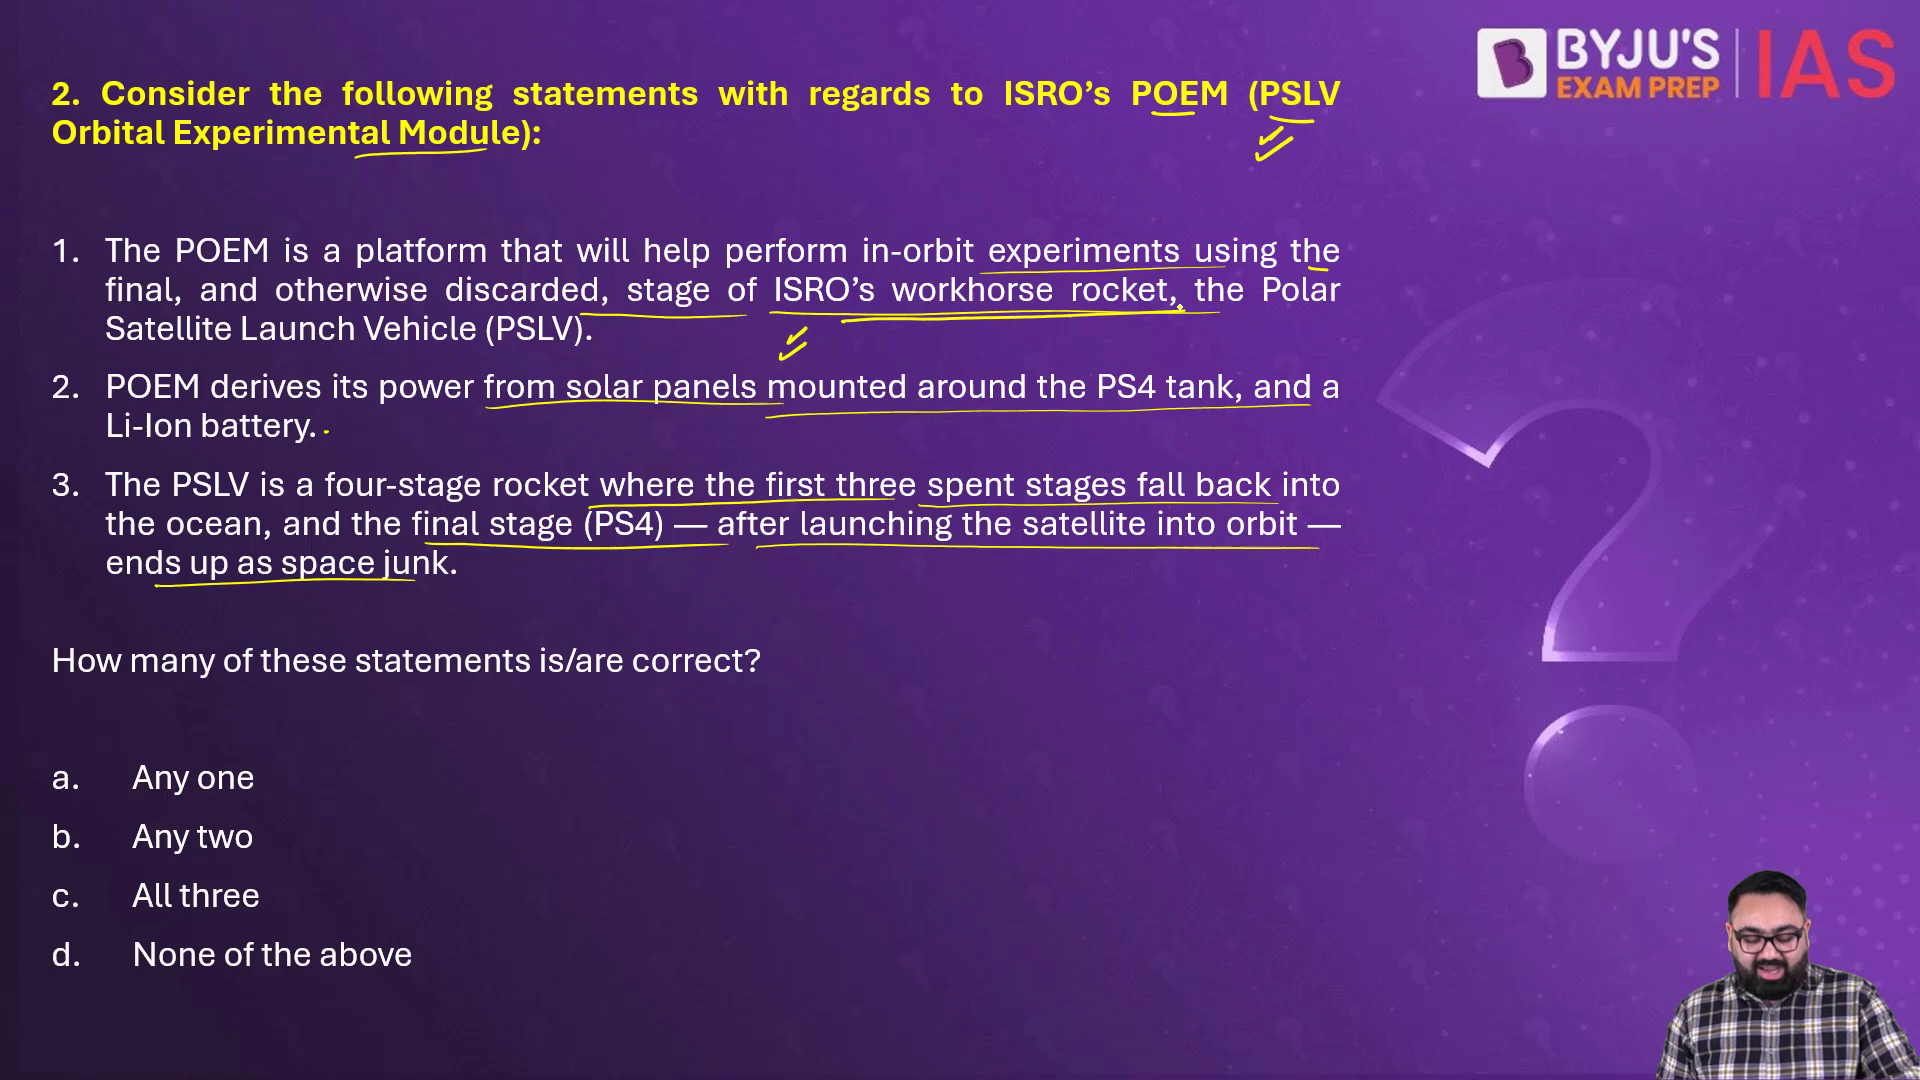 BYJU'S
EXAM PREP
IAS
2. Consider the following statements with regards to ISRO’s POEM (PSLV
Orbital Experimental Module):
1. The POEM is a platform that will help perform in-orbit experiments using the
final, and otherwise discarded, stage of ISRO’s workhorse rocket, the Polar
Satellite Launch Vehicle (PSLV).
2. POEM derives its power from solar panels mounted around the PS4 tank, and a
Li-Ion battery.
3. The PSLV is a four-stage rocket where the first three spent stages fall back into
the ocean, and the final stage (PS4) — after launching the satellite into orbit —
ends up as space junk.
How many of these statements is/are correct?
a. Any one
b. Any two
c. All three
d. None of the above